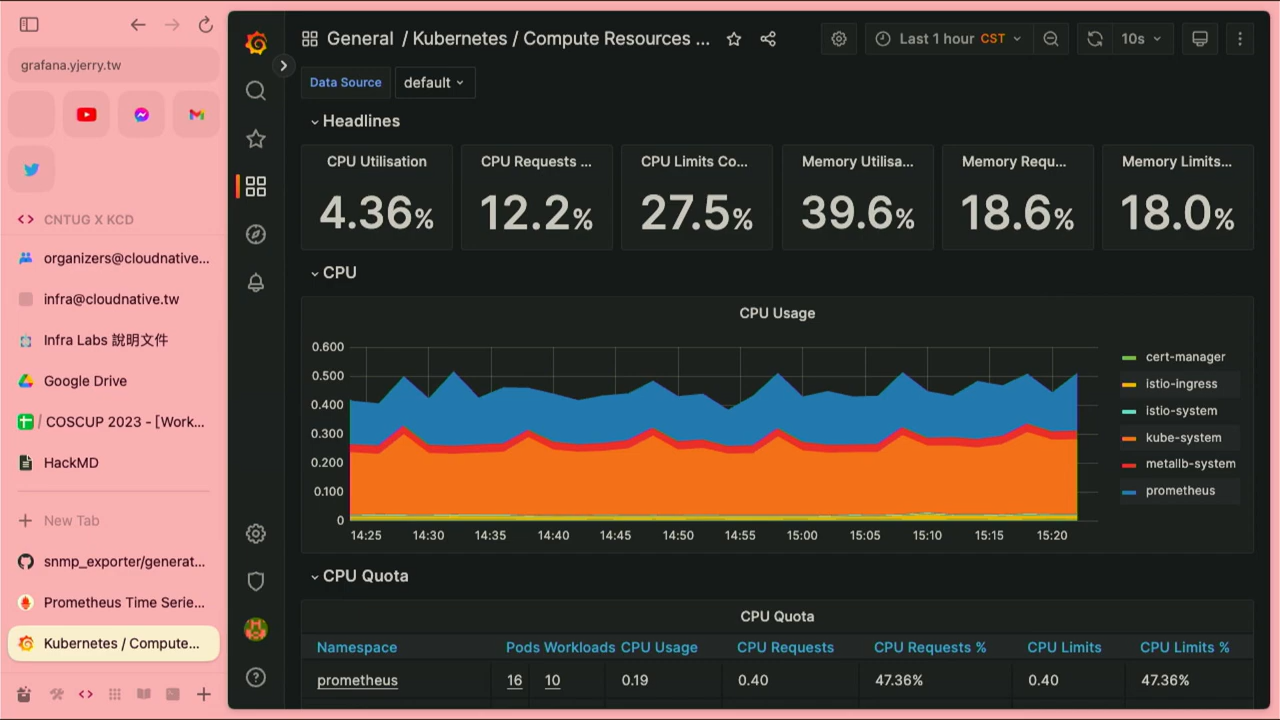 grafana.yjerry.tw
CNTUG X KCD
organizers@cloudnative...
infra@cloudnative.tw
Infra Labs 說明文件
Google Drive
/ COSCUP 2023 - [Work...
HackMD
New Tab
snmp_exporter/generat...
Prometheus Time Serie...
Kubernetes / Compute...
General / Kubernetes / Compute Resources ...
Last 1 hour CST
10s
Data Source default
Headlines
CPU Utilisation
4.36%
CPU Requests ...
12.2%
CPU Limits Co...
27.5%
Memory Utilisa...
39.6%
Memory Requ...
18.6%
Memory Limits...
18.0%
CPU
CPU Usage
0.600
0.500
0.400
0.300
0.200
0.100
0
14:25 14:30 14:35 14:40 14:45 14:50 14:55 15:00 15:05 15:10 15:15 15:20
cert-manager
istio-ingress
istio-system
kube-system
metallb-system
prometheus
CPU Quota
CPU Quota
Namespace Pods Workloads CPU Usage CPU Requests CPU Requests % CPU Limits CPU Limits %
prometheus 16 10 0.19 0.40 47.36% 0.40 47.36%